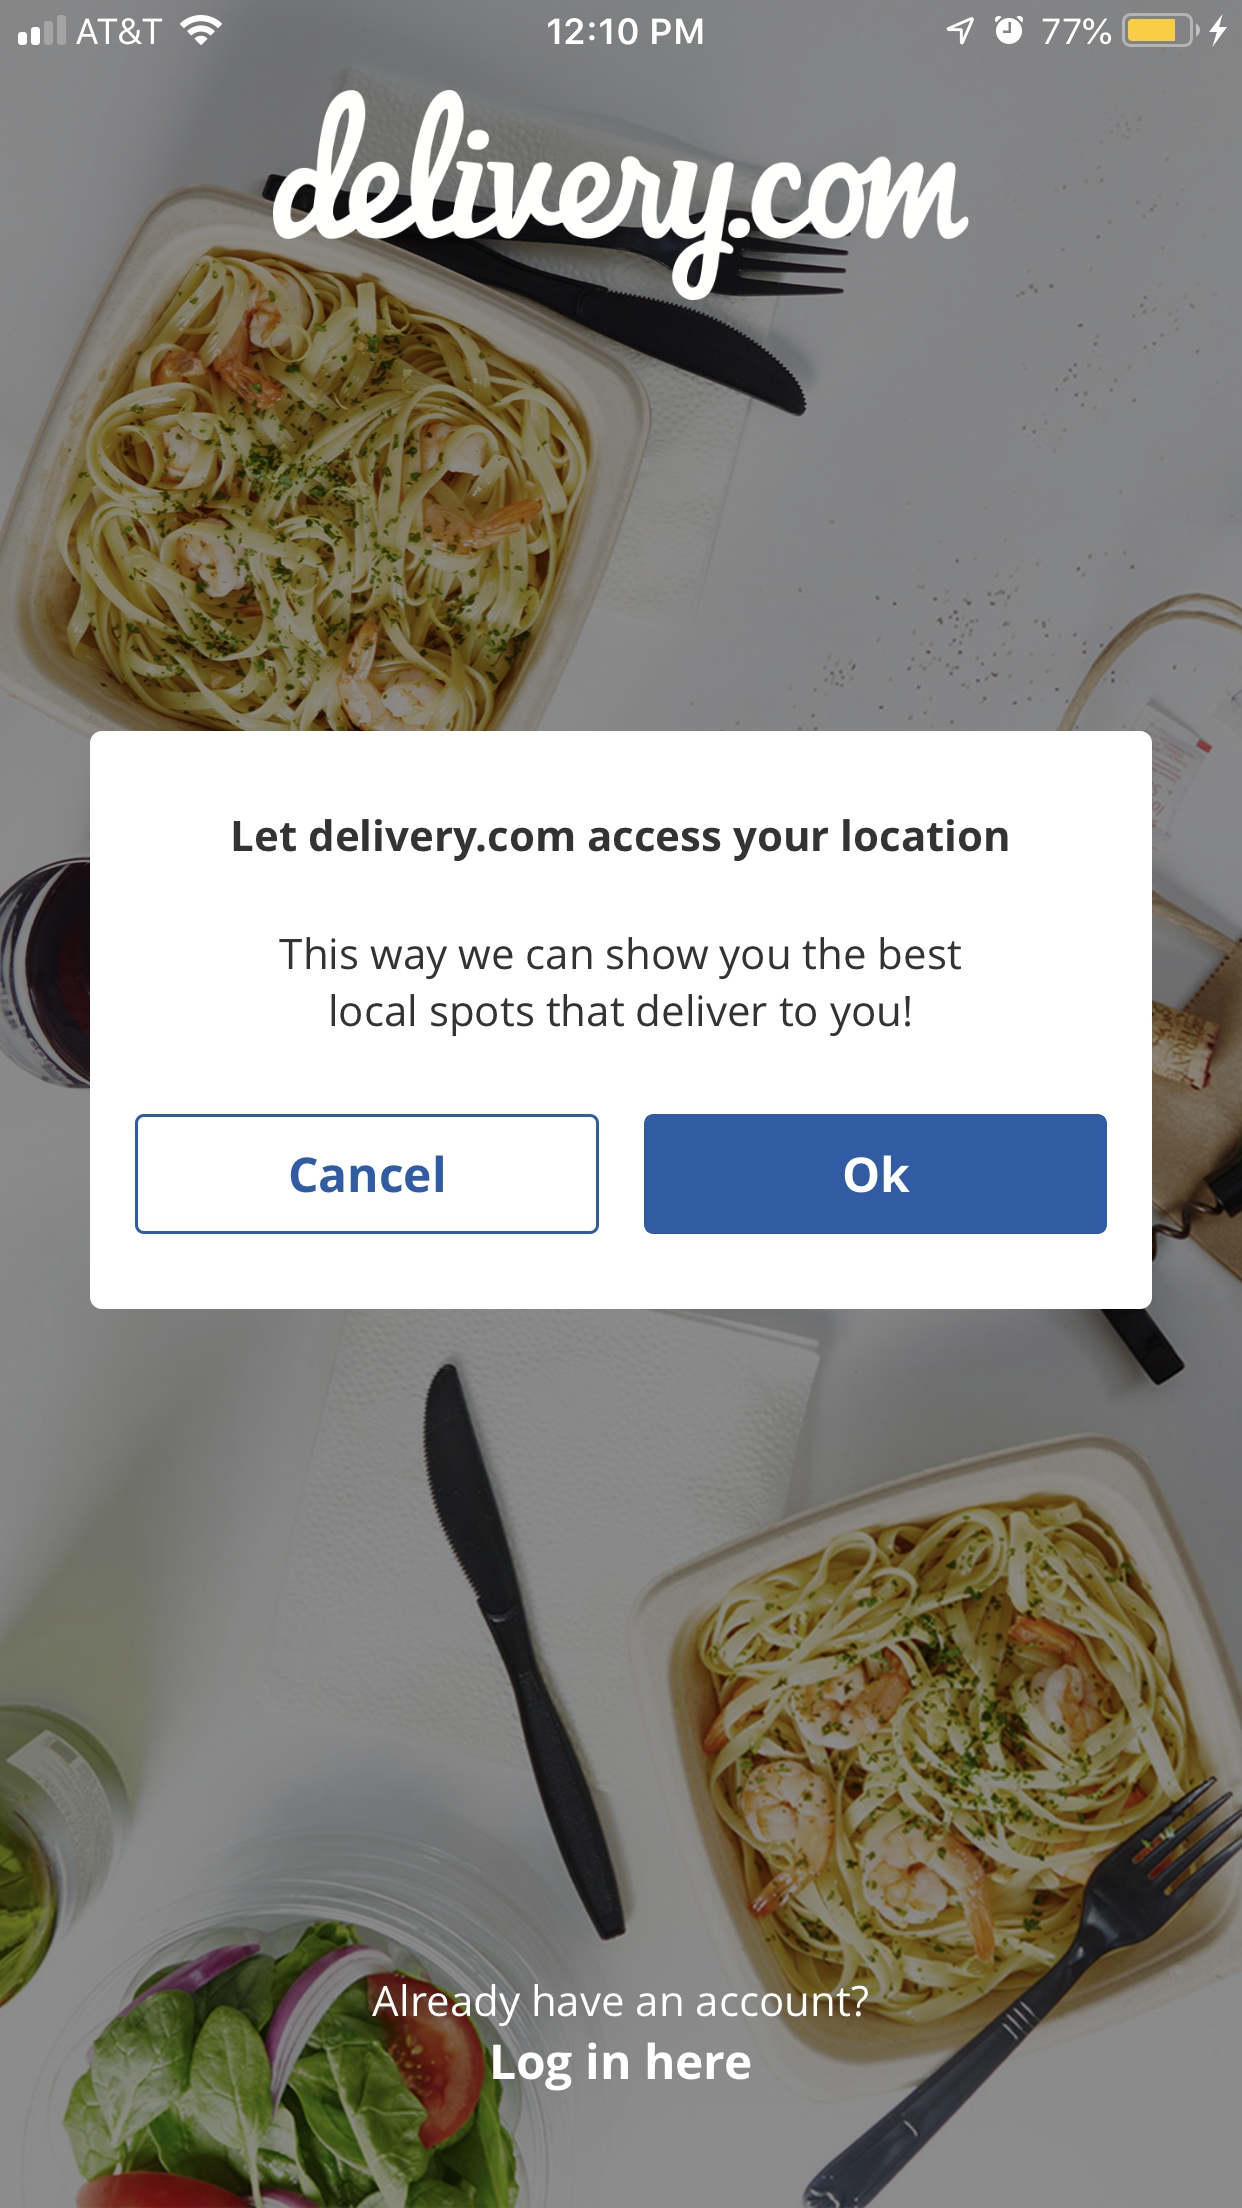 AT&T 12:10 PM 77%
delivery.com
Let delivery.com access your location
This way we can show you the best
local spots that deliver to you!
Cancel Ok
Already have an account?
Log in here